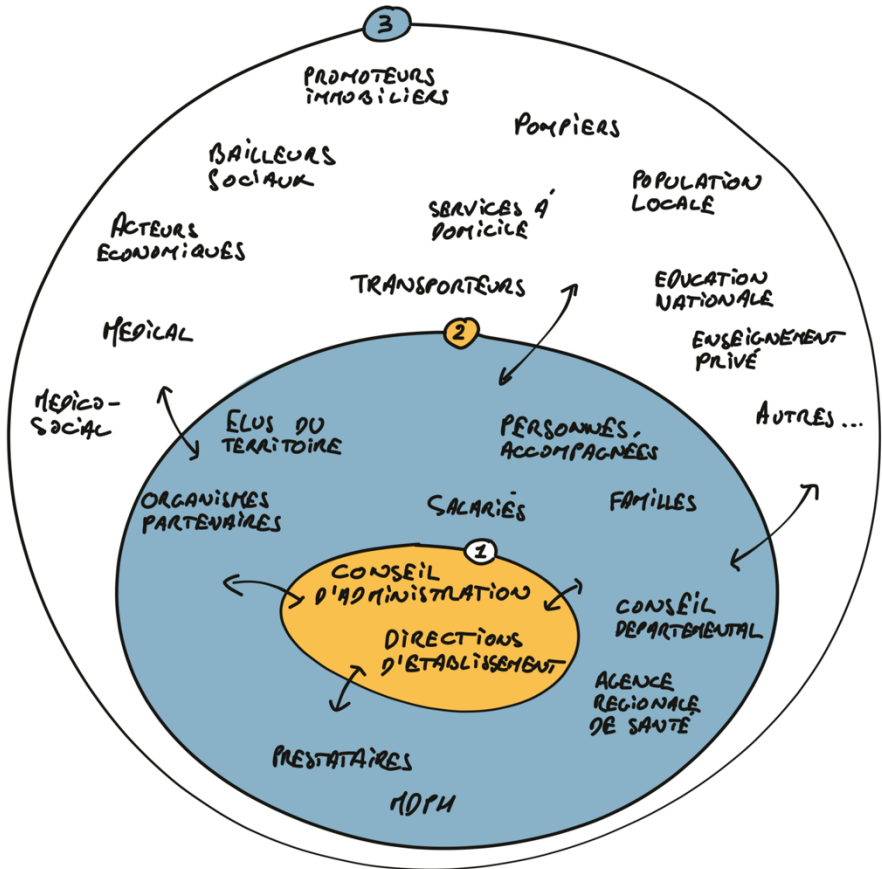 3
PROMOTEURS
IMMOBILIERS
POMPIERS
BAILLEURS
SOCIAUX
POPULATION
LOCALE
SERVICES À
DOMICILE
ACTEURS
ECONOMIQUES
TRANSPORTEURS
EDUCATION
NATIONALE
MEDICAL
2
ENSEIGNEMENT
PRIVÉ
MEDICO-
SOCIAL
AUTRES...
ELUS DU
TERRITOIRE
PERSONNES
ACCOMPAGNÉES
ORGANISMES
PARTENAIRES
SALARIÉS
FAMILLES
1
CONSEIL
D'ADMINISTRATION
DIRECTIONS
D'ETABLISSEMENT
CONSEIL
DEPARTEMENTAL
AGENCE
REGIONALE
DE SANTÉ
PRESTATAIRES
MDPH